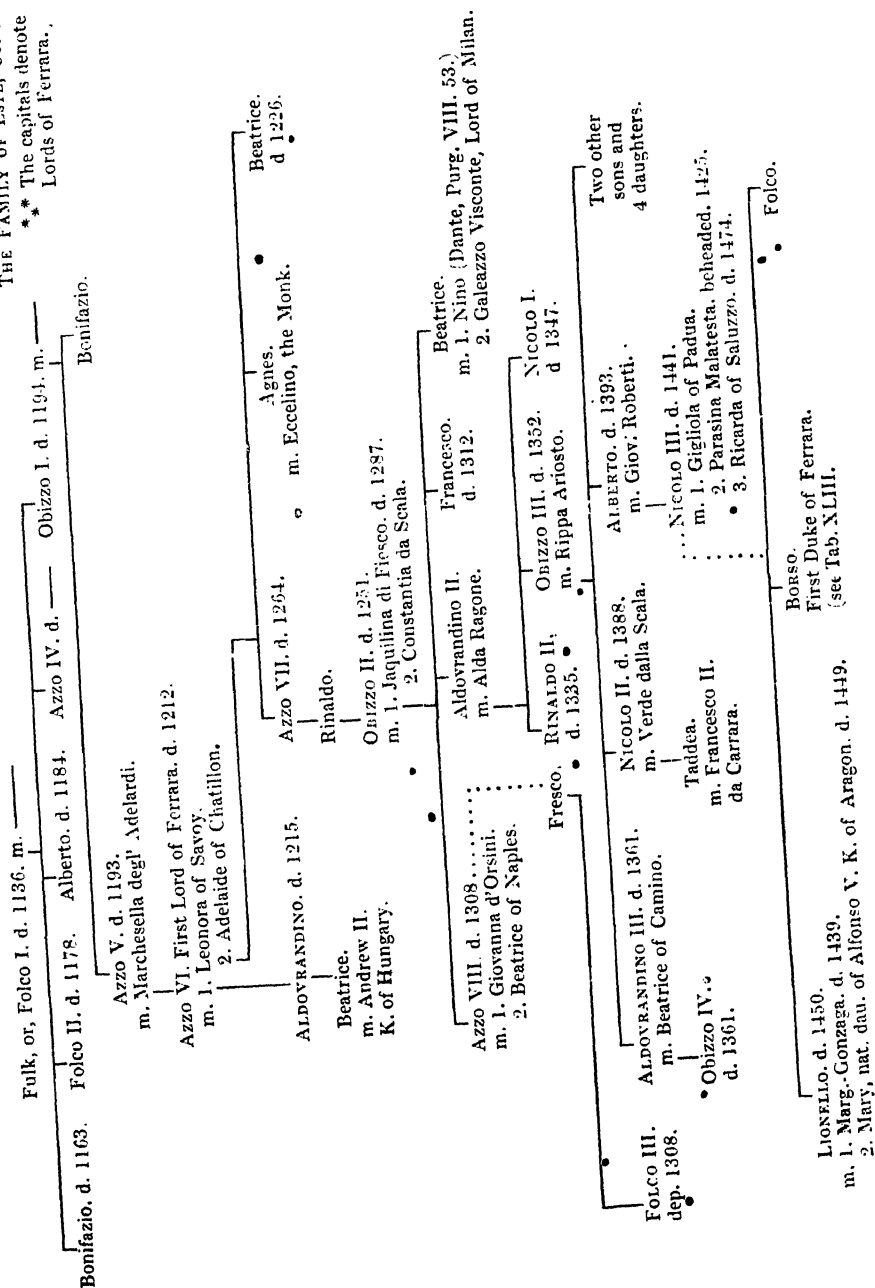 THE FAMILY OF ESTE,
*** The capitals denote
Lords of Ferrara.
Fulk, or, Folco I. d. 1136. m. ——
Bonifazio. d. 1163.
Folco II. d. 1178.
Alberto. d. 1184.
Azzo IV. d. ——
Obizzo I. d. 1194. m. ——
Azzo V. d. 1193.
m. Marchesella degl' Adelardi.
Bonifazio.
Azzo VI. First Lord of Ferrara. d. 1212.
m. 1. Leonora of Savoy.
2. Adelaide of Chatillon.
ALDOVRANDINO. d. 1215.
Azzo VII. d. 1264.
Agnes.
m. Eccelino, the Monk.
Beatrice.
d 1226.
Beatrice.
m. Andrew II.
K. of Hungary.
Rinaldo.
OBIZZO II. d. 1287.
m. 1. Jaquilina di Fiesco. d. 1287.
2. Constantia da Scala.
Azzo VIII. d. 1308.........
m. 1. Giovanna d'Orsini.
2. Beatrice of Naples.
Aldovrandino II.
m. Alda Ragone.
Francesco.
d. 1312.
Beatrice.
m. 1. Nino (Dante, Purg. VIII. 53.)
2. Galeazzo Visconte, Lord of Milan.
Fresco.
RINALDO II.
d. 1335.
OBIZZO III. d. 1352.
m. Rippa Ariosto.
NICOLO I.
d 1347.
FOLCO III.
dep. 1308.
ALDOVRANDINO III. d. 1361.
m. Beatrice of Camino.
NICOLO II. d. 1388.
m. Verde dalla Scala.
ALBERTO. d. 1393.
m. Giov. Roberti.
Two other
sons and
4 daughters.
Obizzo IV.
d. 1361.
Taddea.
m. Francesco II.
da Carrara.
...NICOLO III. d. 1441.
m. 1. Gigliola of Padua.
2. Parasina Malatesta. beheaded. 1425.
3. Ricarda of Saluzzo. d. 1474.
LIONELLO. d. 1450.
m. 1. Marg. Gonzaga. d. 1439.
2. Mary, nat. dau. of Alfonso V. K. of Aragon. d. 1449.
BORSO.
First Duke of Ferrara.
(see Tab. XLIII.
Folco.